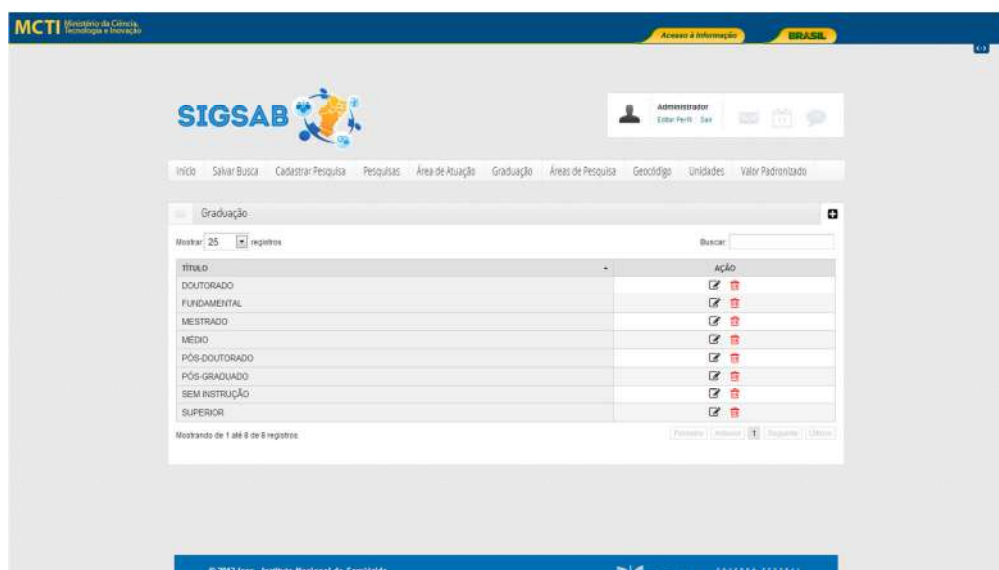 MCTI Ministério da Ciência, Tecnologia e Inovação
Acesso à Informação BRASIL
SIGSAB
Administrador
Editar Perfil Sair
Início Salvar Busca Cadastrar Pesquisa Pesquisas Área de Atuação Graduação Áreas de Pesquisa Geocódigo Unidades Valor Padronizado
Graduação
Mostrar 25 registros Buscar:
TÍTULO AÇÃO
DOUTORADO
FUNDAMENTAL
MESTRADO
MÉDIO
PÓS-DOUTORADO
PÓS-GRADUADO
SEM INSTRUÇÃO
SUPERIOR
Mostrando de 1 até 8 de 8 registros Primeiro Anterior 1 Seguinte Último